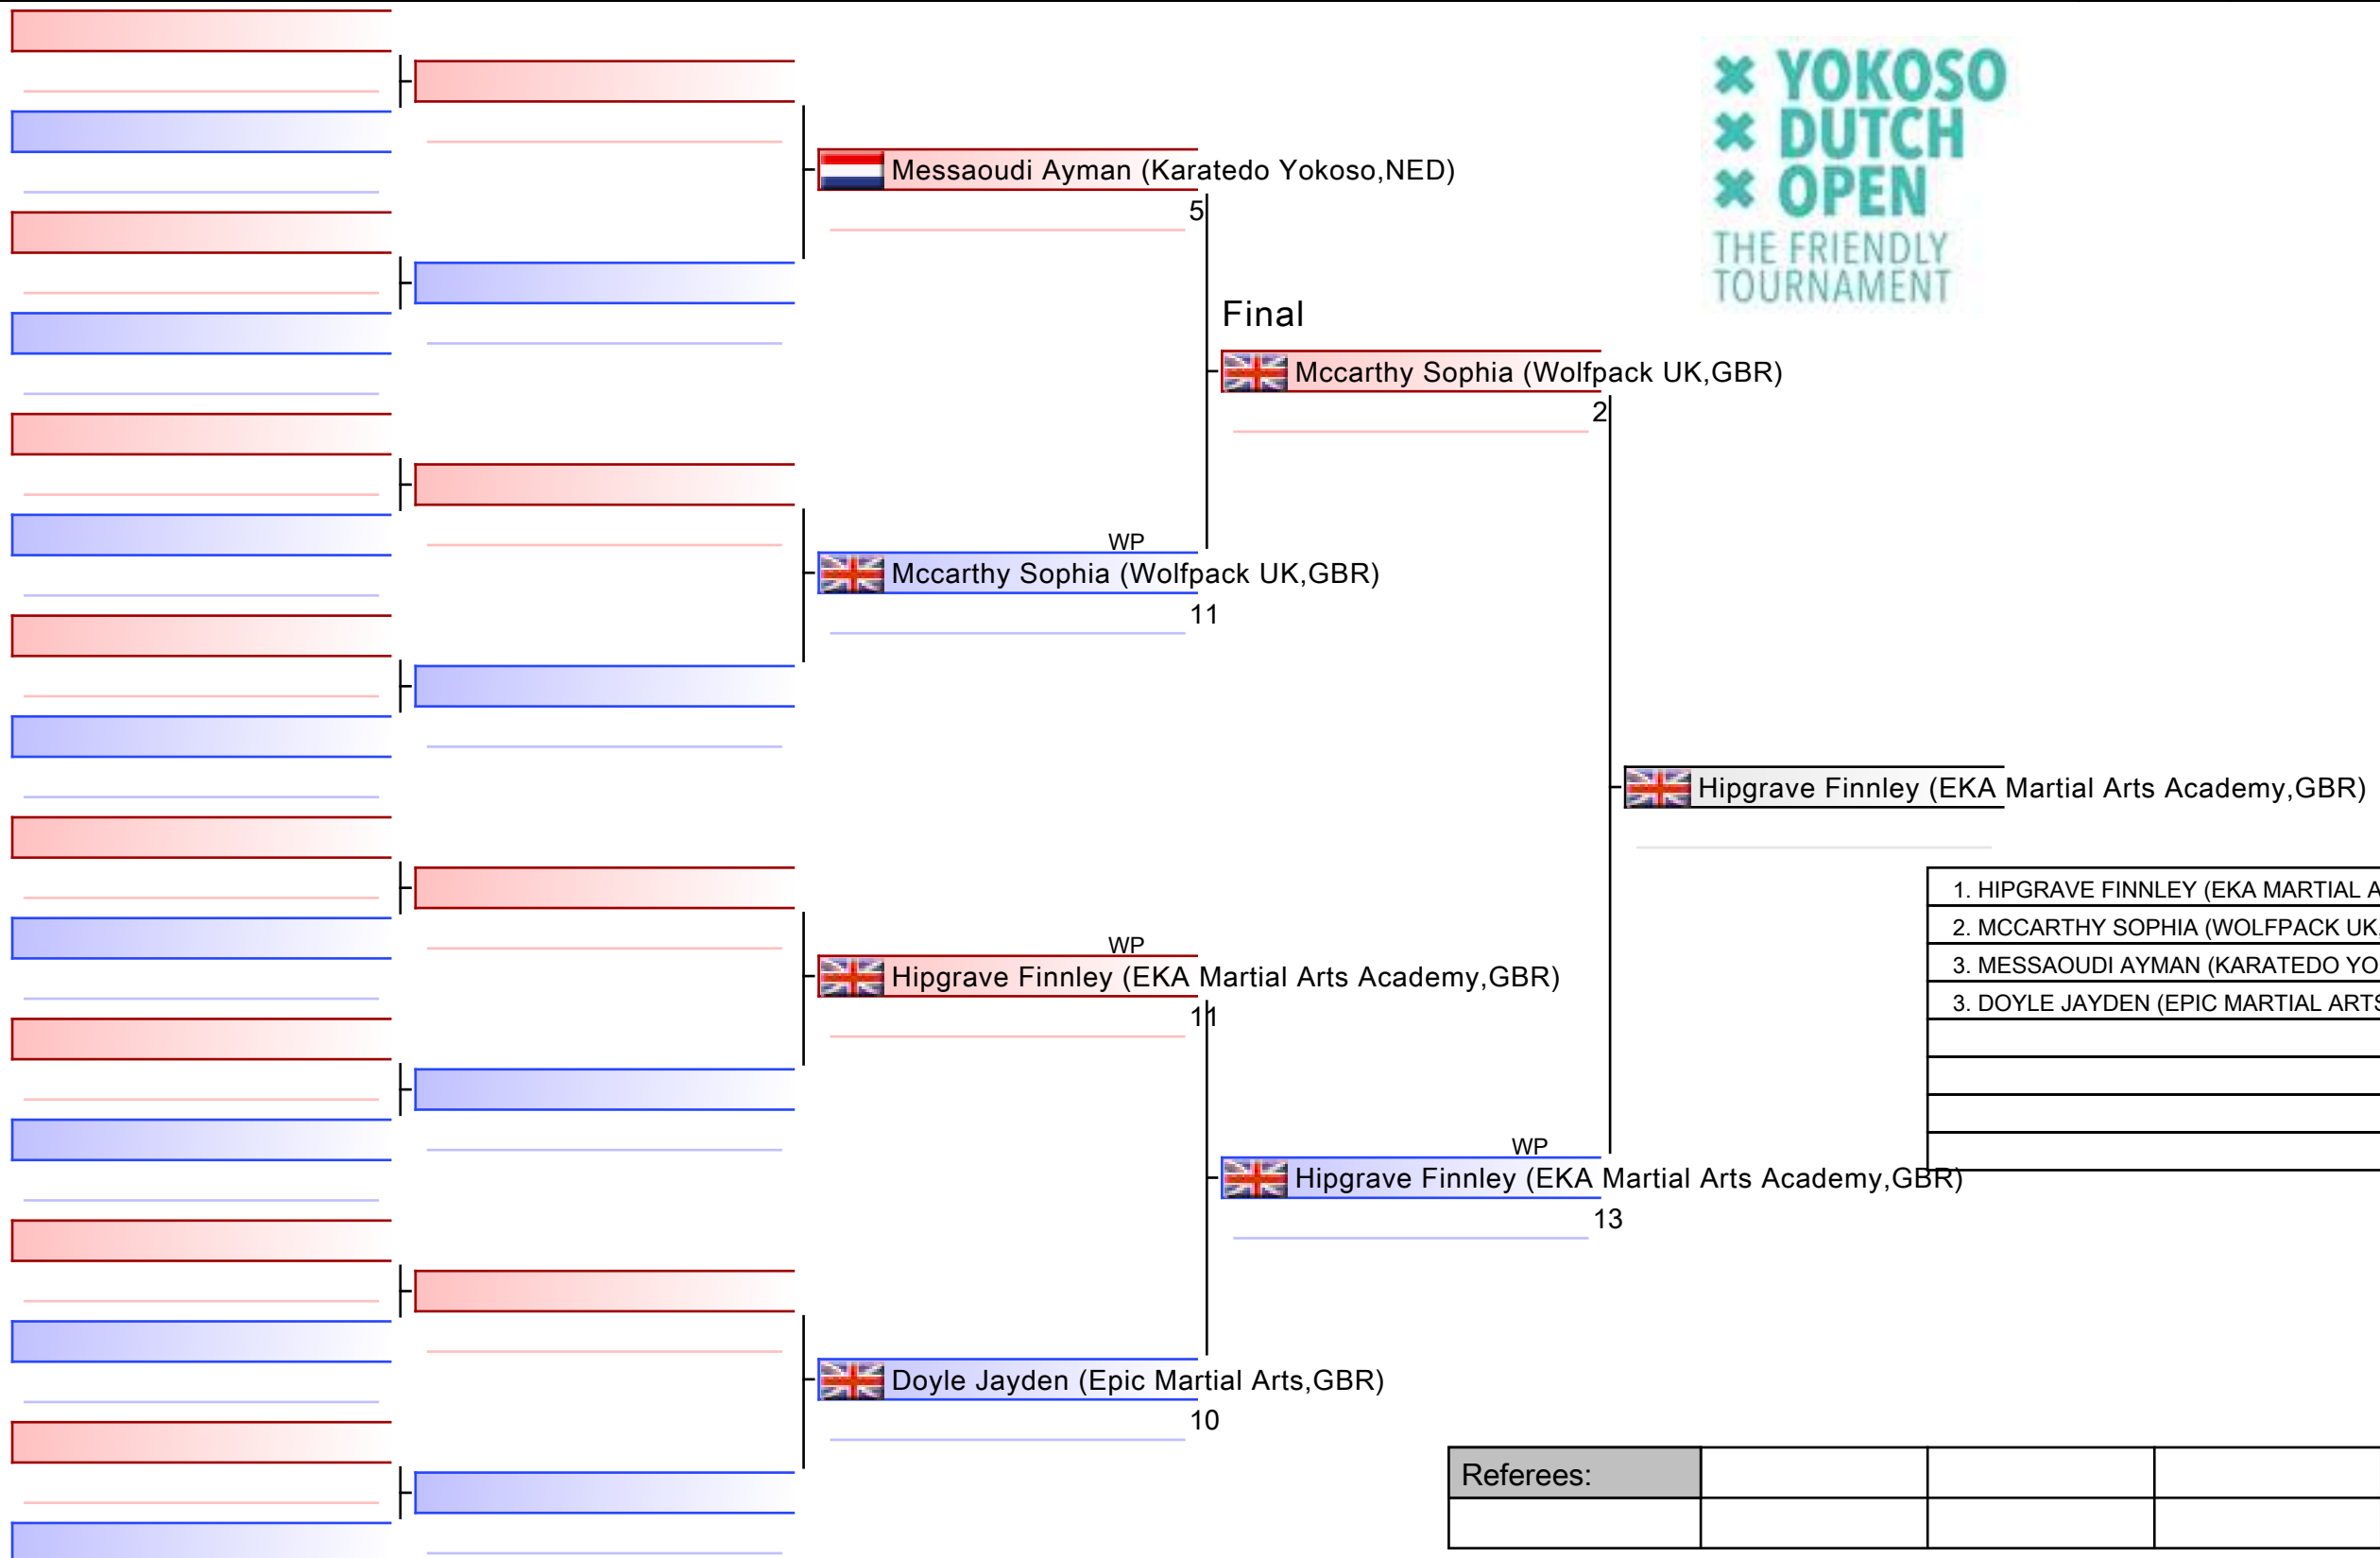 YOKOSO
DUTCH
OPEN
THE FRIENDLY
TOURNAMENT
Messaoudi Ayman (Karatedo Yokoso,NED)
5
Final
Mccarthy Sophia (Wolfpack UK,GBR)
2
WP
Mccarthy Sophia (Wolfpack UK,GBR)
11
Hipgrave Finnley (EKA Martial Arts Academy,GBR)
1. HIPGRAVE FINNLEY (EKA MARTIAL A
2. MCCARTHY SOPHIA (WOLFPACK UK,
3. MESSAOUDI AYMAN (KARATEDO YO
3. DOYLE JAYDEN (EPIC MARTIAL ARTS
WP
Hipgrave Finnley (EKA Martial Arts Academy,GBR)
11
WP
Hipgrave Finnley (EKA Martial Arts Academy,GBR)
13
Doyle Jayden (Epic Martial Arts,GBR)
10
Referees: